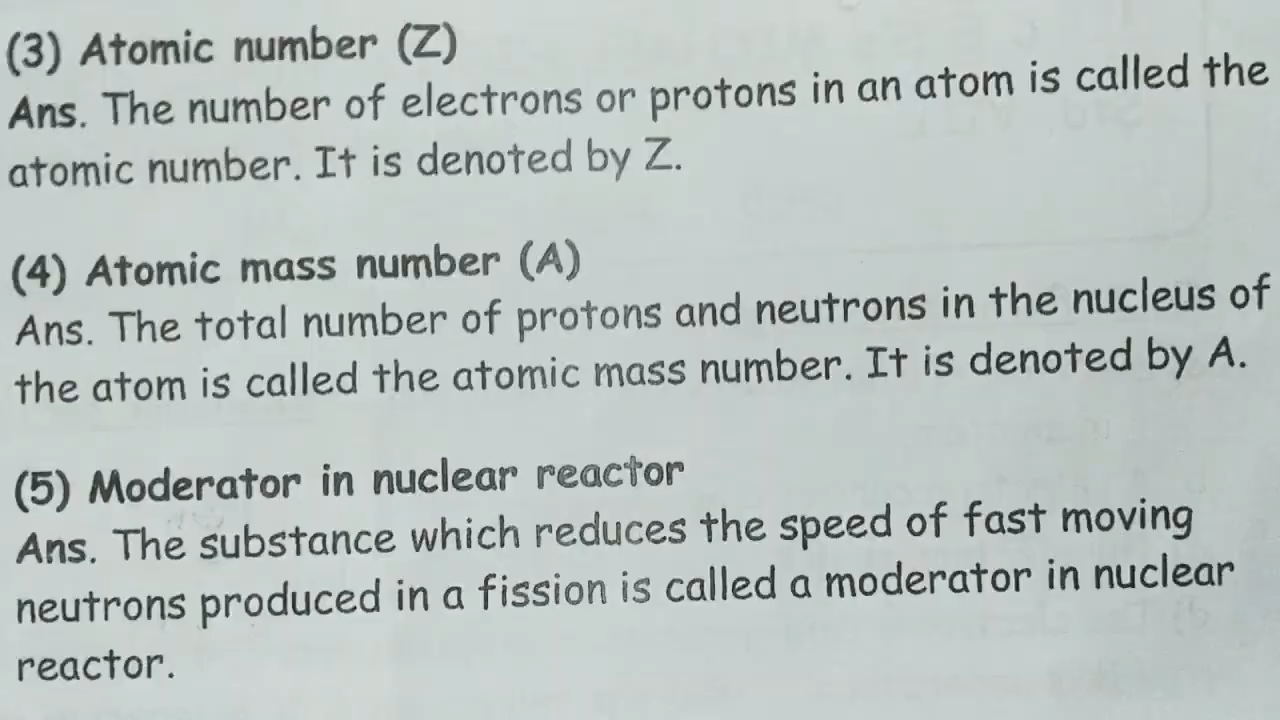 (3) Atomic number (Z)
Ans. The number of electrons or protons in an atom is called the
atomic number. It is denoted by Z.
(4) Atomic mass number (A)
Ans. The total number of protons and neutrons in the nucleus of
the atom is called the atomic mass number. It is denoted by A.
(5) Moderator in nuclear reactor
Ans. The substance which reduces the speed of fast moving
neutrons produced in a fission is called a moderator in nuclear
reactor.